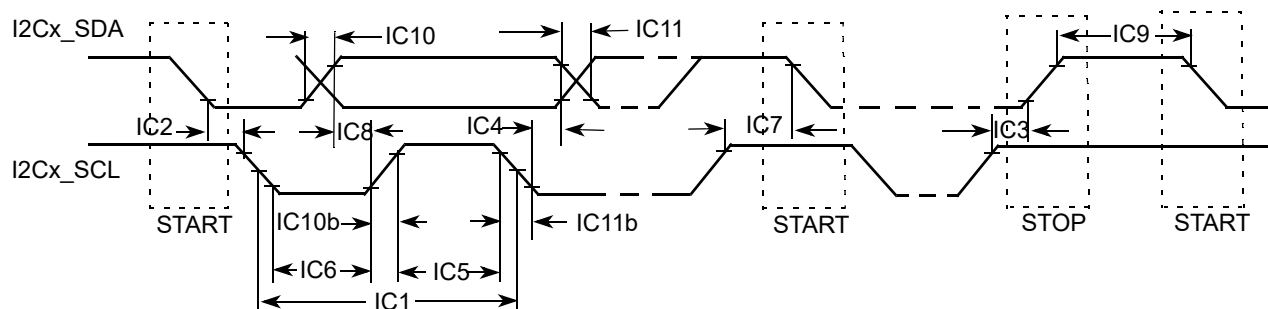 I2Cx_SDA
IC10
IC11
IC9
IC2
IC8
IC4
IC7
IC3
I2Cx_SCL
START
IC10b
IC11b
START
STOP
START
IC6
IC5
IC1